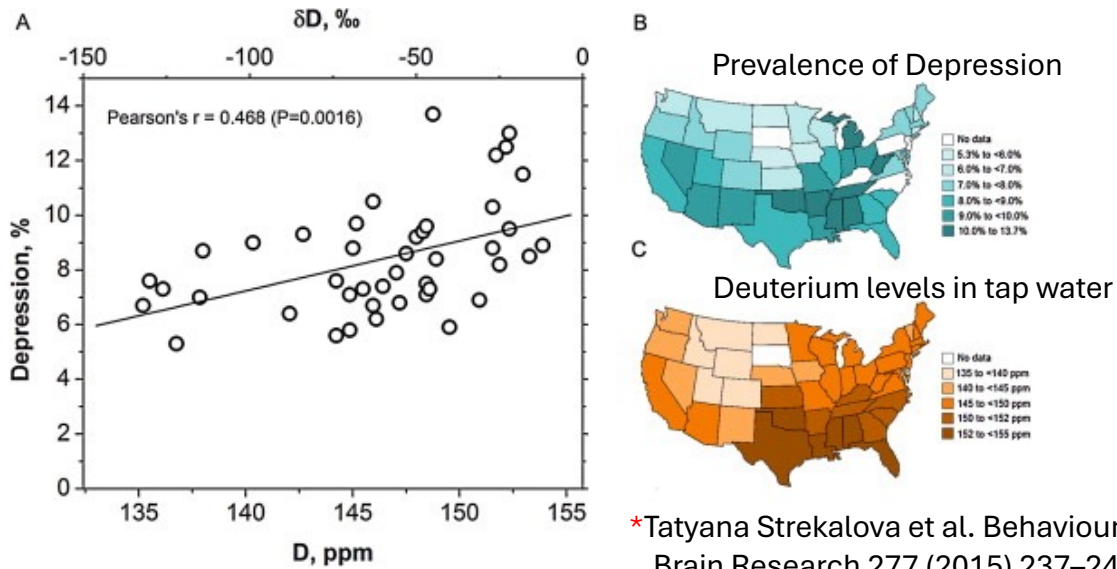 A
δD, ‰
-150 -100 -50 0
Pearson's r = 0.468 (P=0.0016)
14
12
10
8
6
4
2
0
Depression, %
135 140 145 150 155
D, ppm
B
Prevalence of Depression
No data
5.3% to <6.0%
6.0% to <7.0%
7.0% to <8.0%
8.0% to <9.0%
9.0% to <10.0%
10.0% to 13.7%
C
Deuterium levels in tap water
No data
135 to <140 ppm
140 to <145 ppm
145 to <150 ppm
150 to <152 ppm
152 to <155 ppm
*Tatyana Strekalova et al. Behaviour
Brain Research 277 (2015) 237–24